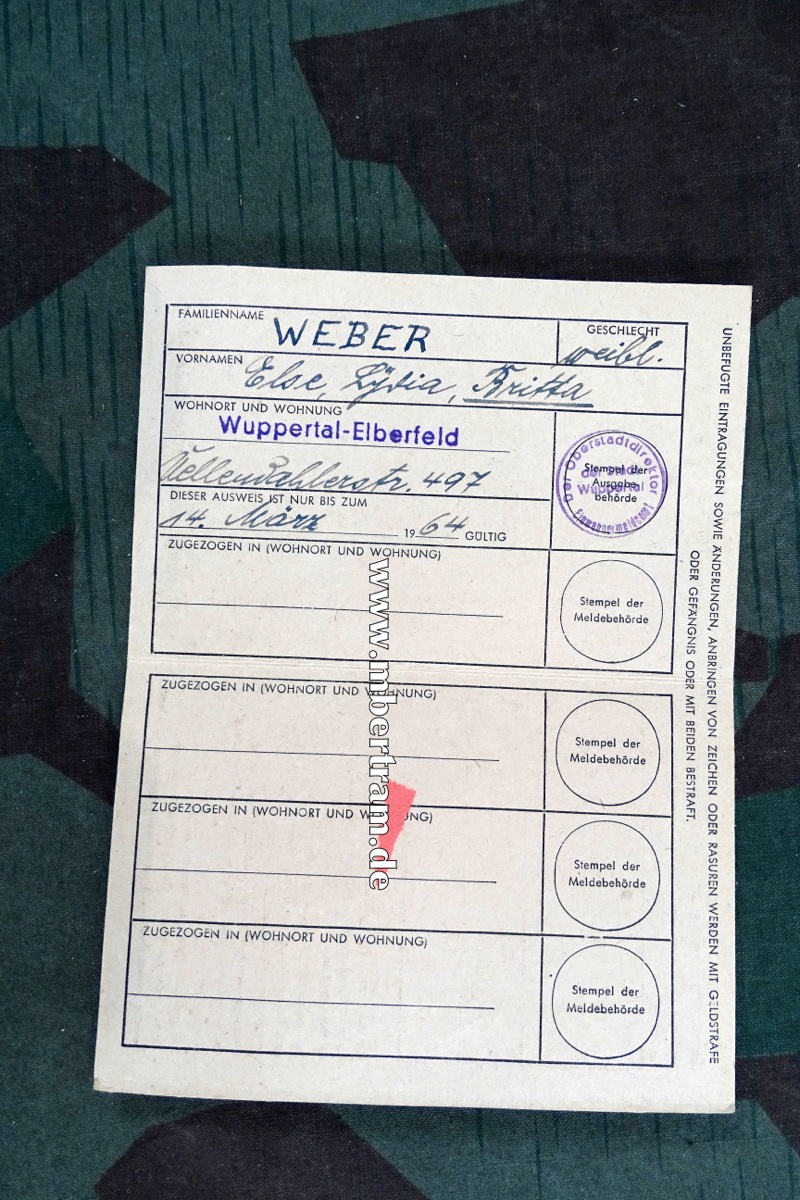 FAMILIENNAME
WEBER
GESCHLECHT
weibl.
VORNAMEN
Else, Lydia, Britta
WOHNORT UND WOHNUNG
Wuppertal-Elberfeld
497
DIESER AUSWEIS IST NUR BIS ZUM
14. März 1964 GÜLTIG
Der Oberstadtdirektor
der Stadt
Wuppertal
Einwohnermeldeamt
Stempel der
Ausgabe-
behörde
ZUGEZOGEN IN (WOHNORT UND WOHNUNG)
Stempel der
Meldebehörde
ZUGEZOGEN IN (WOHNORT UND WOHNUNG)
Stempel der
Meldebehörde
ZUGEZOGEN IN (WOHNORT UND WOHNUNG)
Stempel der
Meldebehörde
ZUGEZOGEN IN (WOHNORT UND WOHNUNG)
Stempel der
Meldebehörde
UNBEFUGTE EINTRAGUNGEN SOWIE ÄNDERUNGEN, ANBRINGEN VON ZEICHEN ODER RASUREN WERDEN MIT GELDSTRAFE
ODER GEFÄNGNIS ODER MIT BEIDEN BESTRAFT.
www.mbertram.de